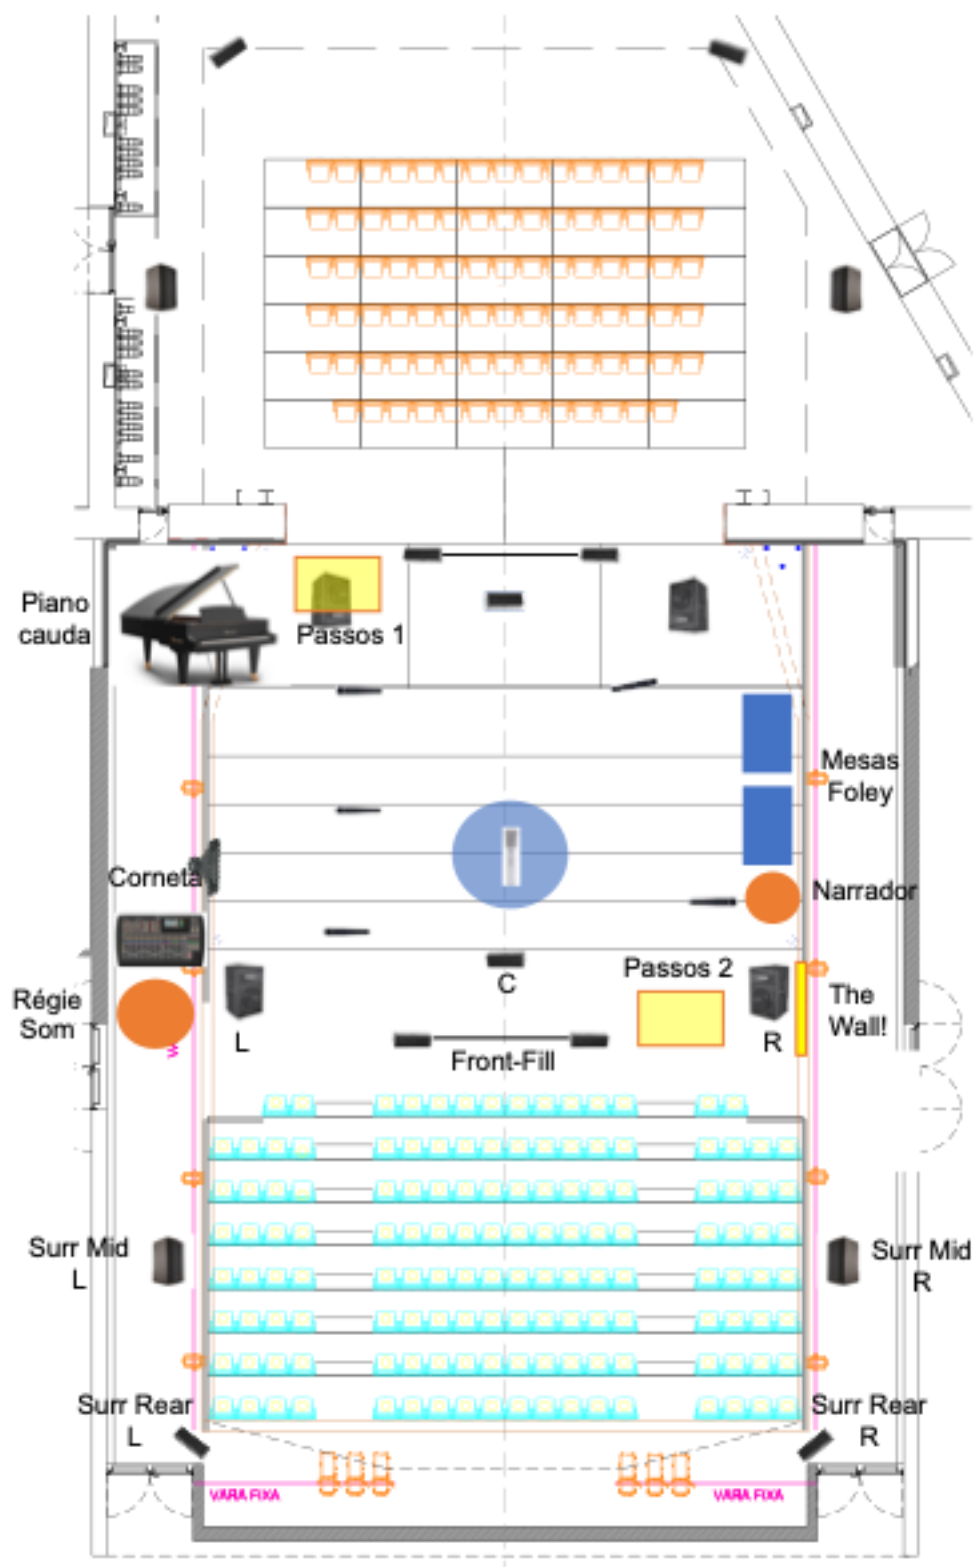 Piano
cauda
Passos 1
Mesas
Foley
Corneta
Narrador
Passos 2
C
Régie
Som
The
Wall!
L
R
Front-Fill
Surr Mid
L
Surr Mid
R
Surr Rear
L
Surr Rear
R
VARA FIXA
VARA FIXA